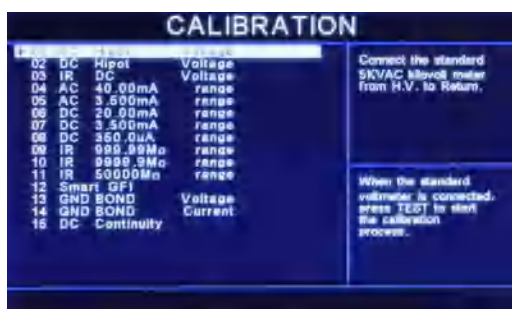 CALIBRATION
Hipot Voltage
02 DC Hipot Voltage
03 IR DC Voltage
04 AC 40.00mA range
05 AC 3.500mA range
06 DC 20.00mA range
07 DC 3.500mA range
08 DC 350.0uA range
09 IR 999.99MΩ range
10 IR 9999.9MΩ range
11 IR 50000MΩ range
12 Smart GFI
13 GND BOND Voltage
14 GND BOND Current
15 DC Continuity
Connect the standard
5KVAC kilovolt meter
from H.V. to Return.
When the standard
voltmeter is connected,
press TEST to start
the calibration
process.